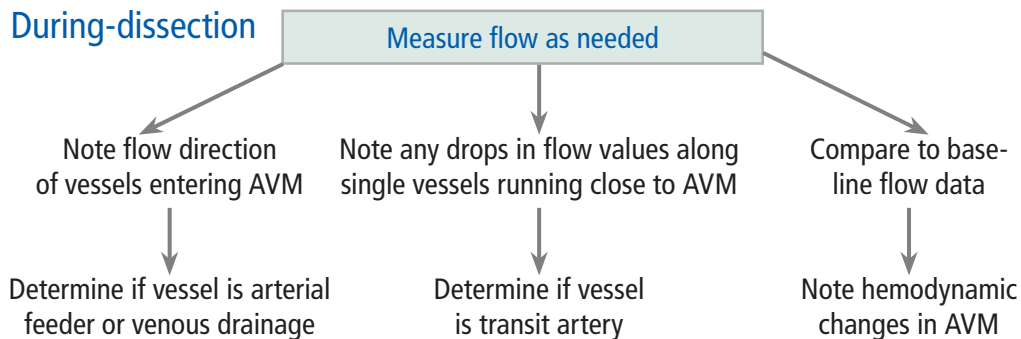 During-dissection
Measure flow as needed
Note flow direction
of vessels entering AVM
Note any drops in flow values along
single vessels running close to AVM
Compare to base-
line flow data
Determine if vessel is arterial
feeder or venous drainage
Determine if vessel
is transit artery
Note hemodynamic
changes in AVM